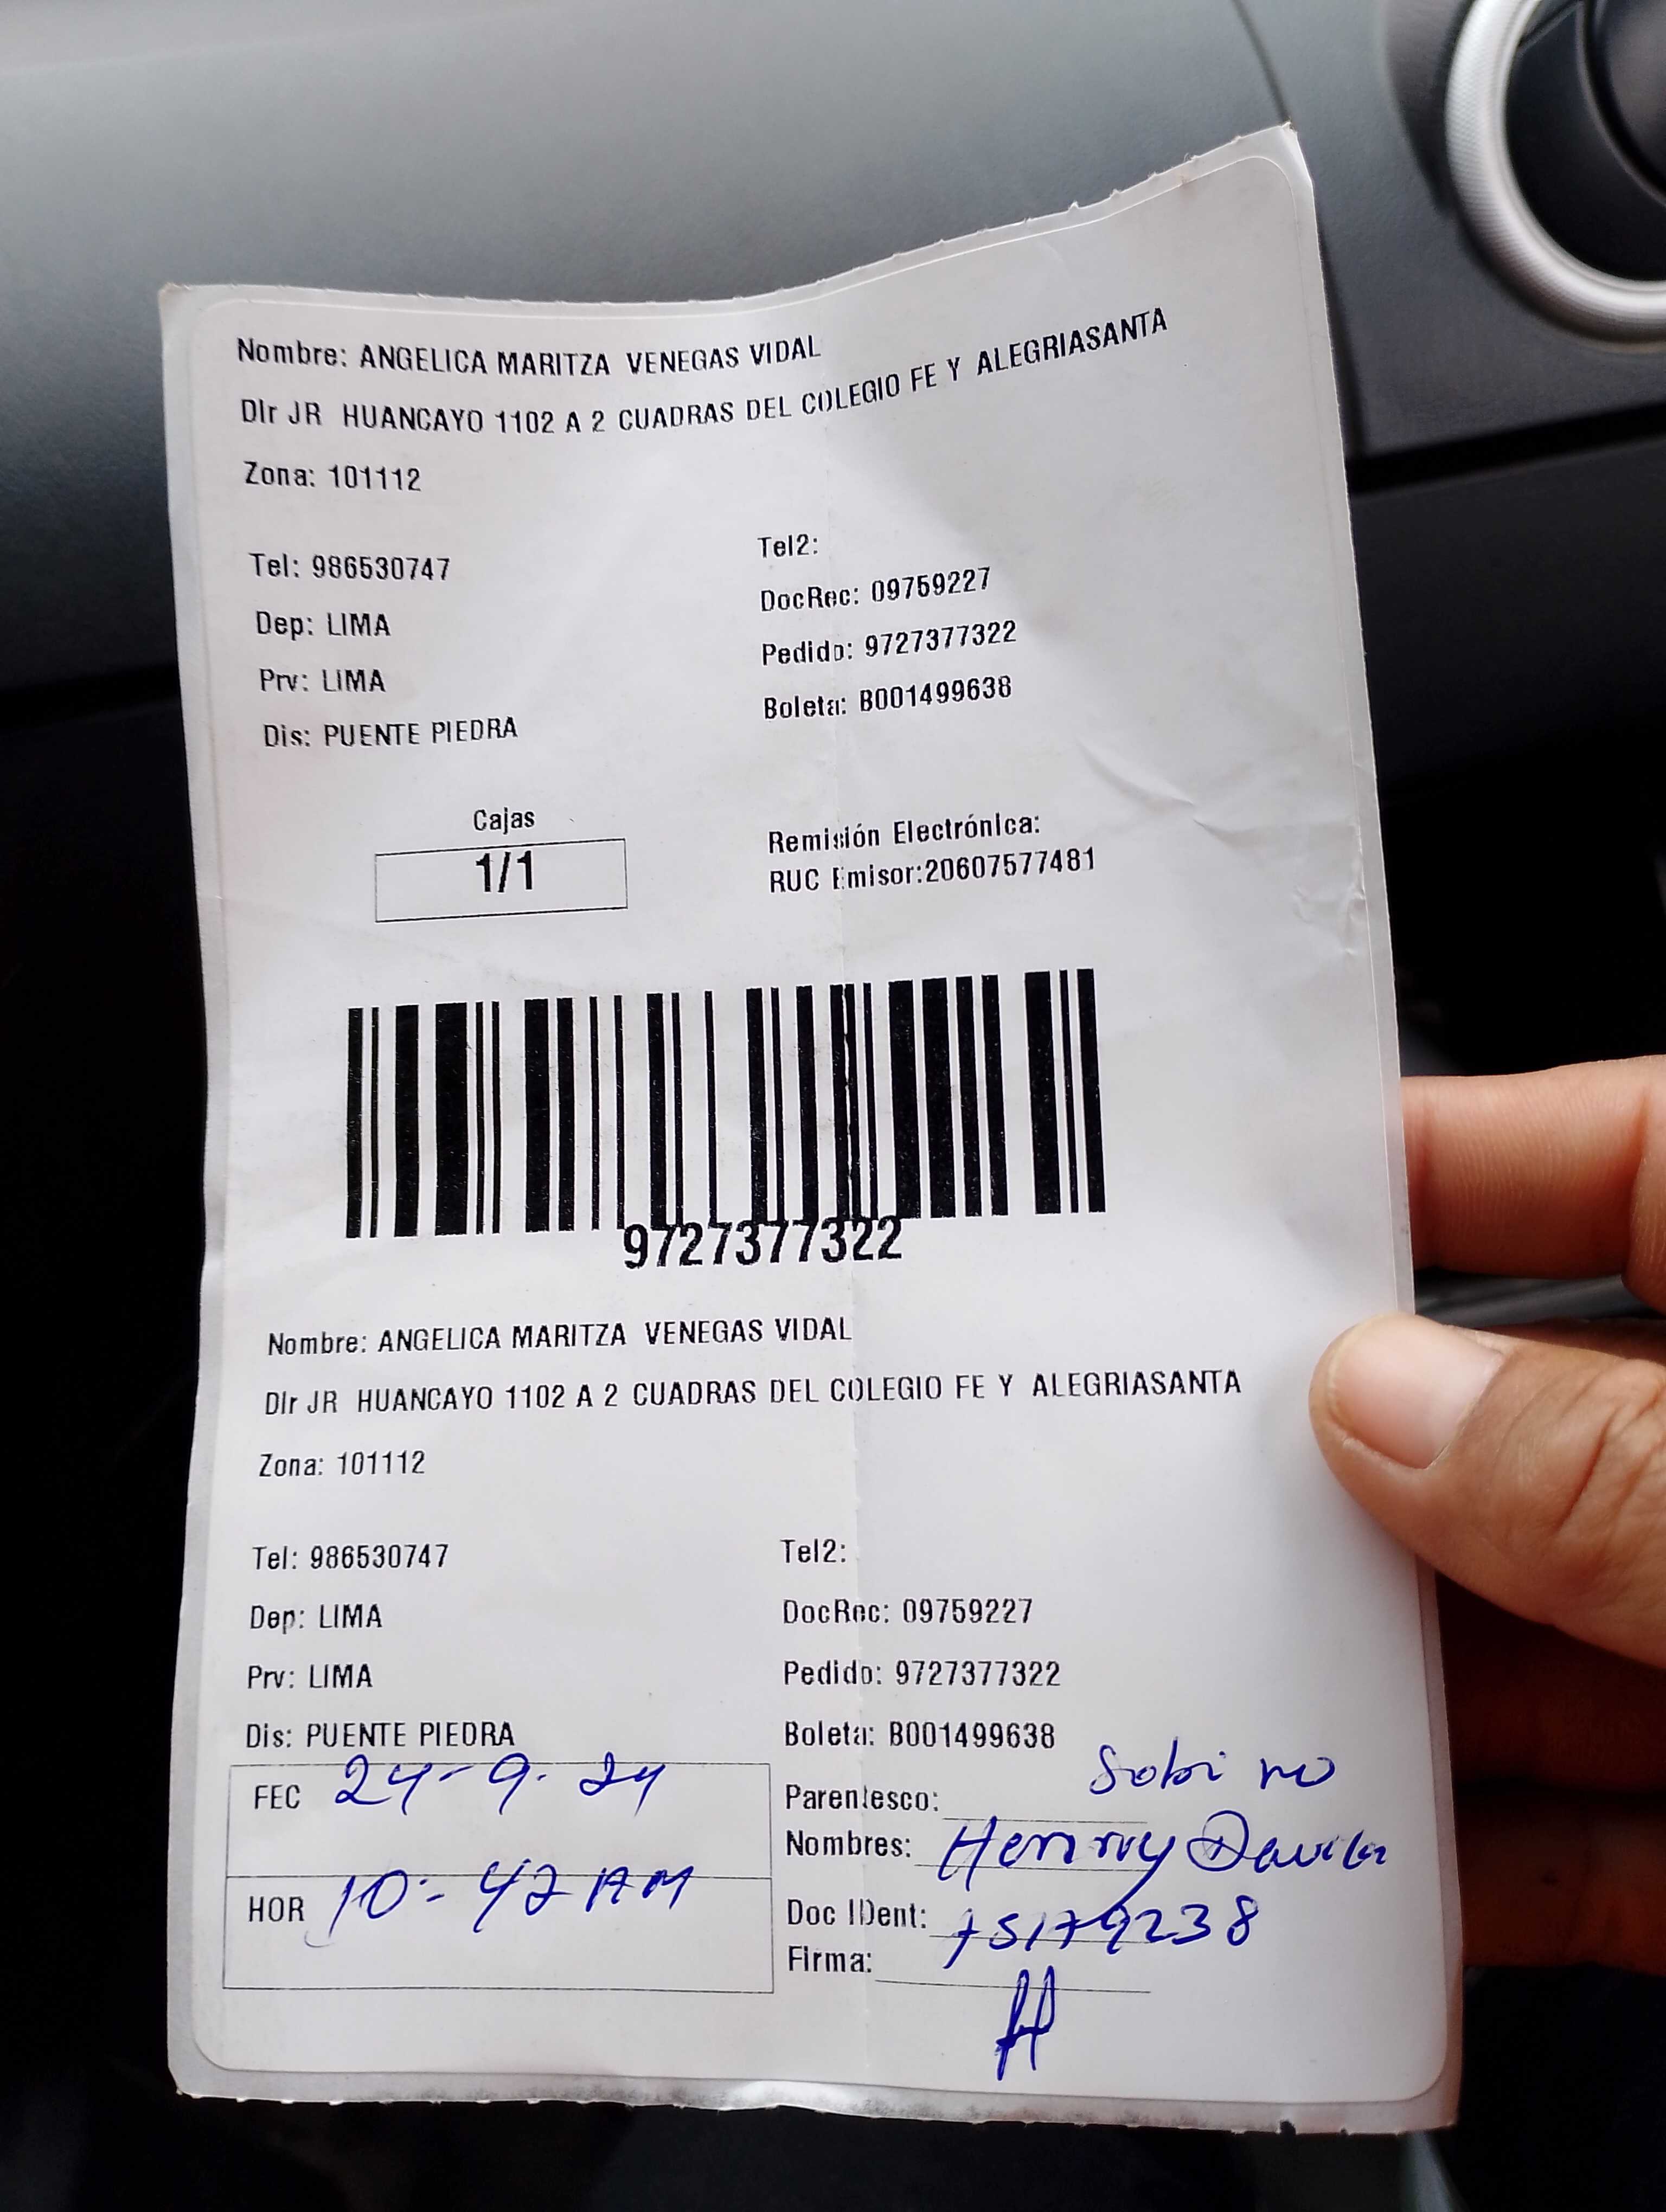 Nombre: ANGELICA MARITZA VENEGAS VIDAL
Dlr JR HUANCAYO 1102 A 2 CUADRAS DEL COLEGIO FE Y ALEGRIASANTA
Zona: 101112
Tel: 986530747
Tel2:
DocRec: 09759227
Dep: LIMA
Pedido: 9727377322
Prv: LIMA
Boleta: B001499638
Dis: PUENTE PIEDRA
Cajas
1/1
Remisión Electrónlca:
RUC Emisor:20607577481
9727377322
Nombre: ANGELICA MARITZA VENEGAS VIDAL
Dlr JR HUANCAYO 1102 A 2 CUADRAS DEL COLEGIO FE Y ALEGRIASANTA
Zona: 101112
Tel: 986530747 Tel2:
Dep: LIMA DocRec: 09759227
Prv: LIMA Pedido: 9727377322
Dis: PUENTE PIEDRA Boleta: B001499638
FEC 24-9-24
Parentesco: Sobrino
Nombres: Henrry Davila
HOR 10:42 AM
Doc IDent: 75179238
Firma: